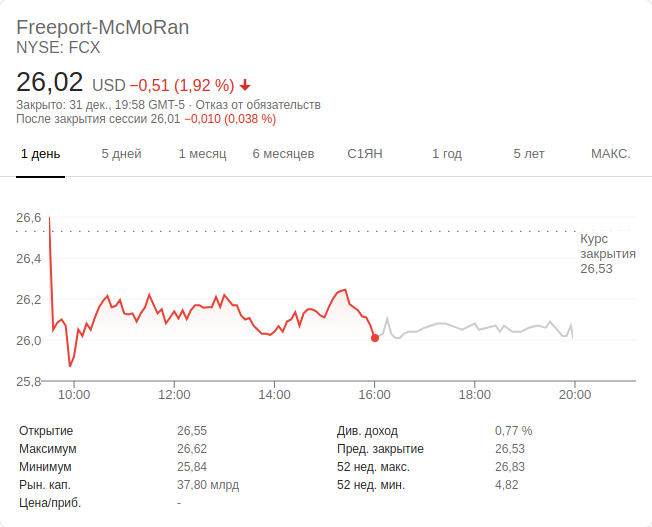 Freeport-McMoRan
NYSE: FCX
26,02 USD −0,51 (1,92 %)
Закрыто: 31 дек., 19:58 GMT-5 · Отказ от обязательств
После закрытия сессии 26,01 −0,010 (0,038 %)
1 день 5 дней 1 месяц 6 месяцев С1ЯН 1 год 5 лет МАКС.
26,6
Курс
закрытия
26,53
26,4
26,2
26,0
25,8
10:00 12:00 14:00 16:00 18:00 20:00
Открытие 26,55 Див. доход 0,77 %
Максимум 26,62 Пред. закрытие 26,53
Минимум 25,84 52 нед. макс. 26,83
Рын. кап. 37,80 млрд 52 нед. мин. 4,82
Цена/приб. -